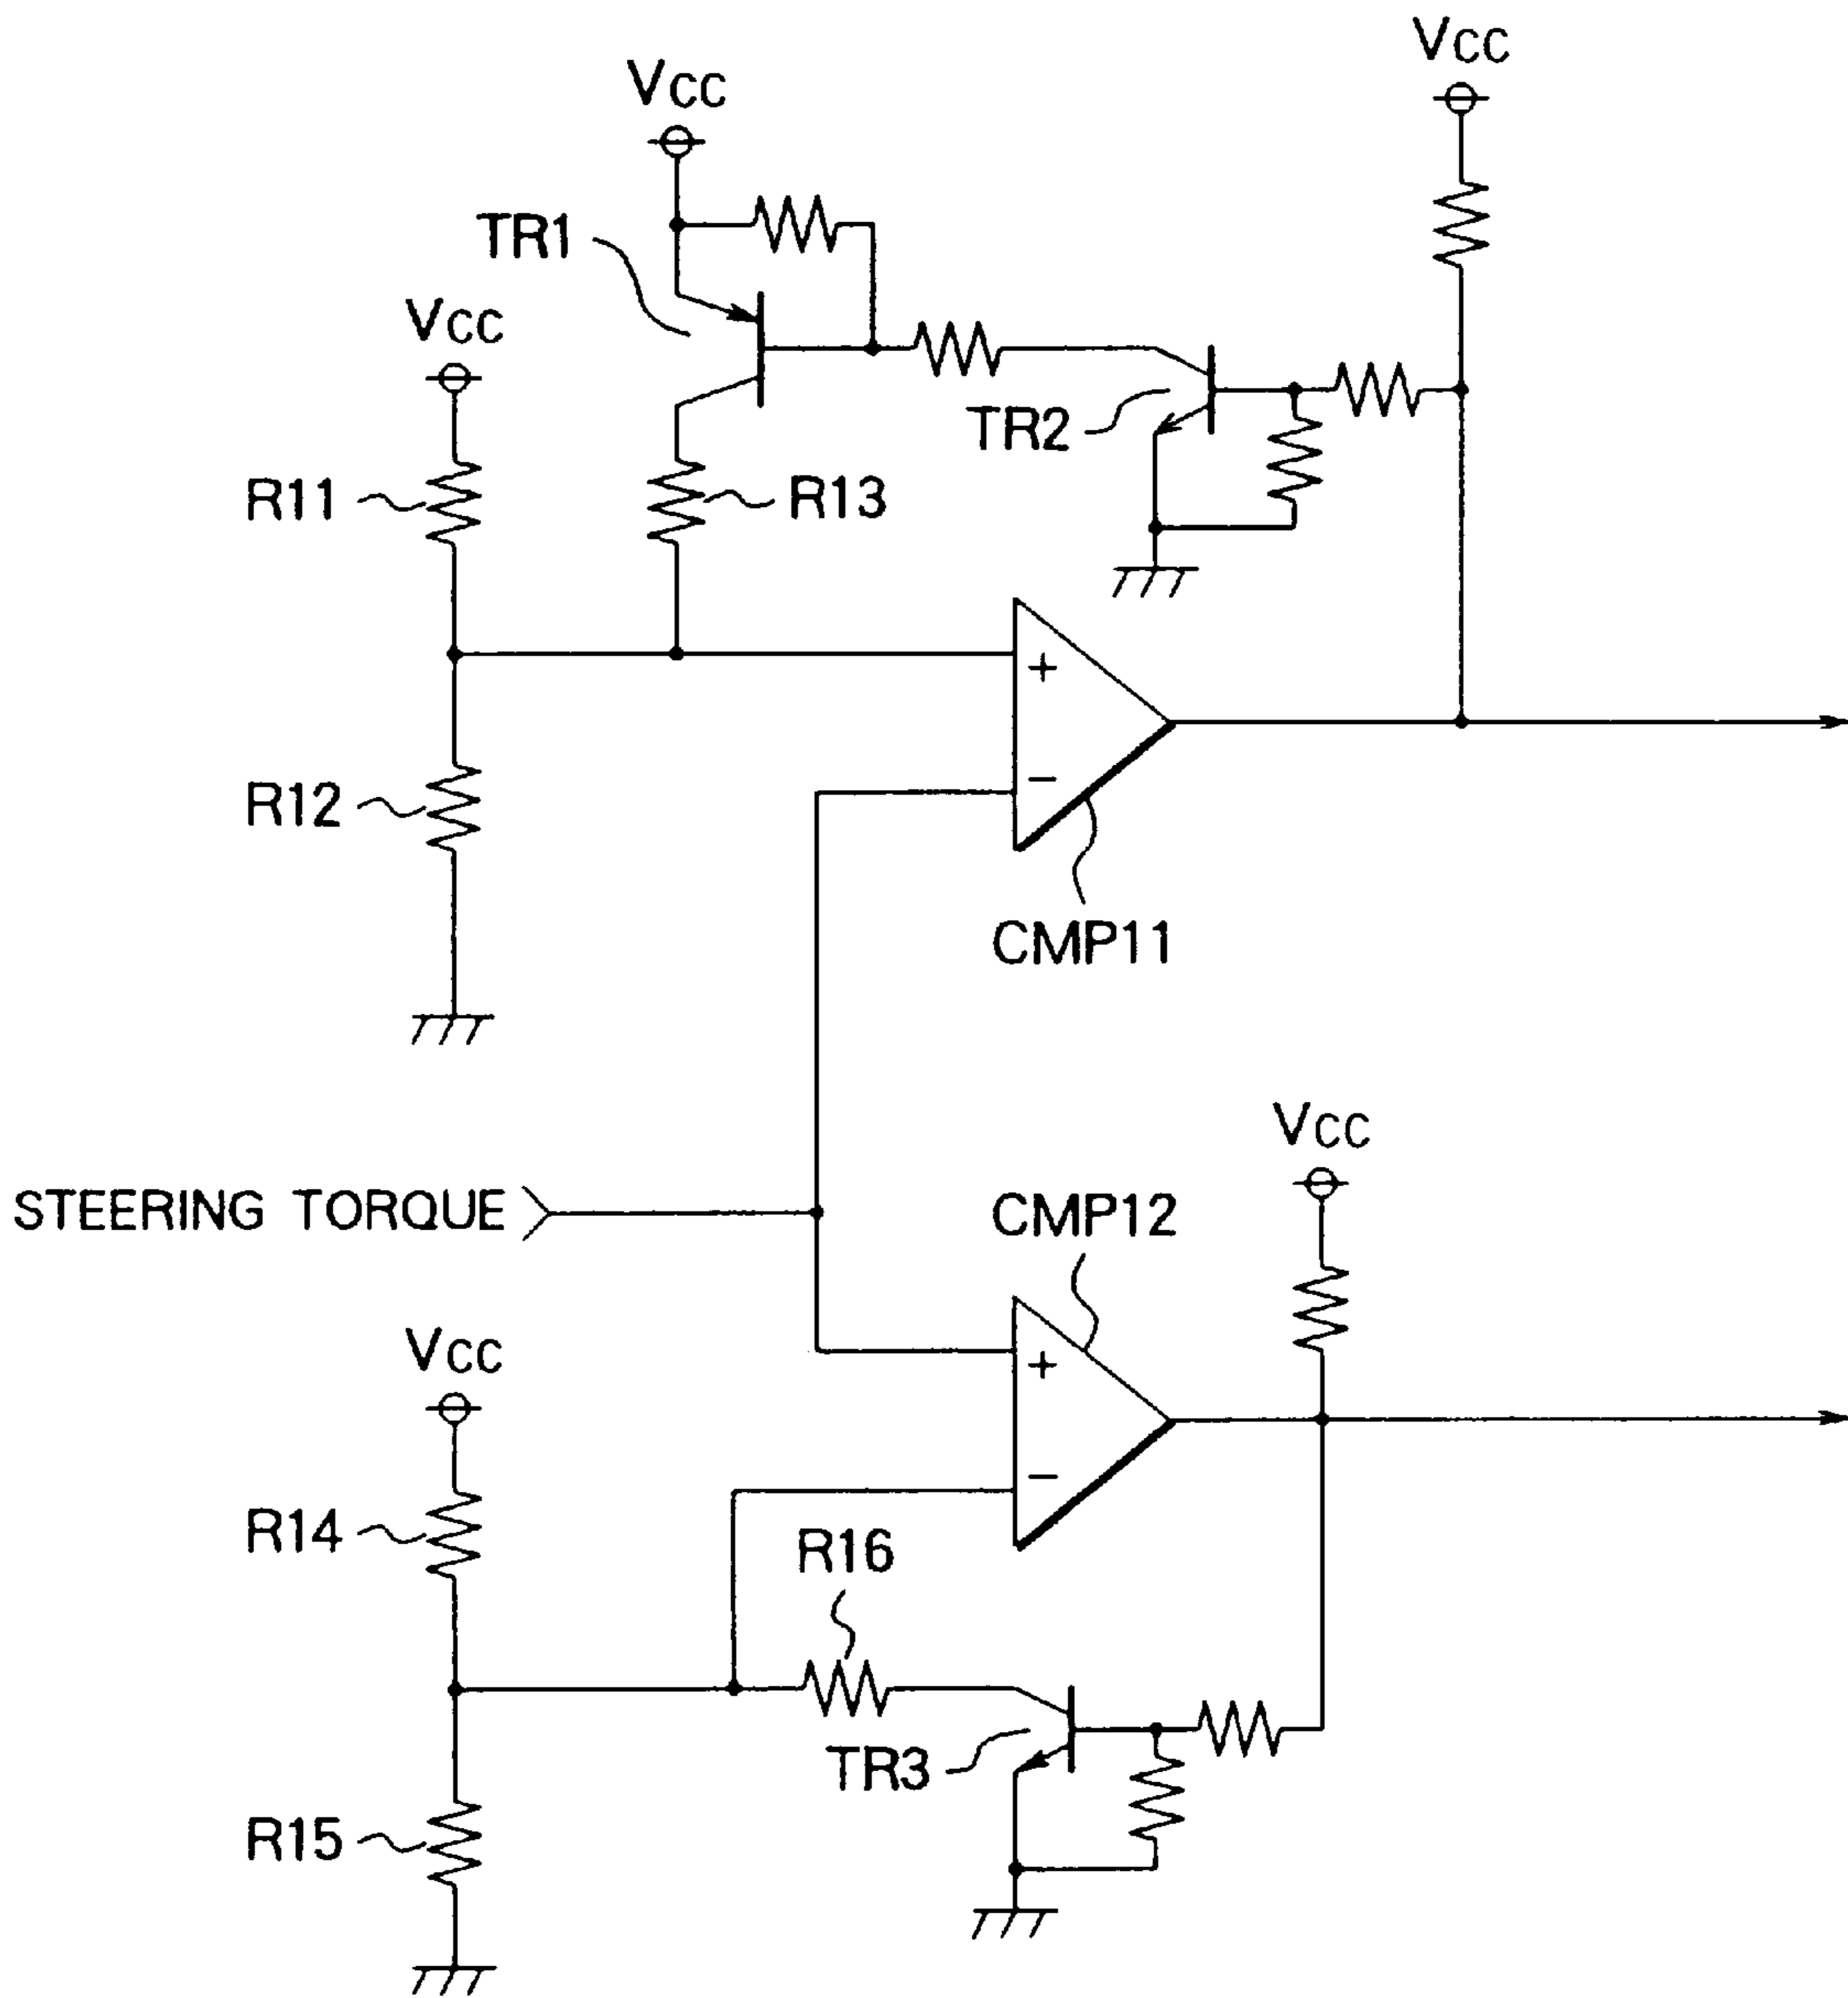 Vcc
Vcc
TR1
Vcc
TR2
R11
R13
+
R12
−
CMP11
Vcc
STEERING TORQUE
CMP12
Vcc
+
−
R14
R16
TR3
R15